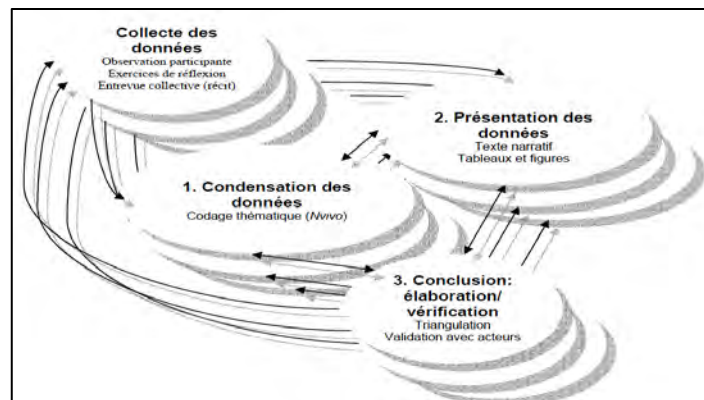 Collecte des
données
Observation participante
Exercices de réflexion
Entrevue collective (récit)
2. Présentation des
données
Texte narratif
Tableaux et figures
1. Condensation des
données
Codage thématique (Nvivo)
3. Conclusion:
élaboration/
vérification
Triangulation
Validation avec acteurs